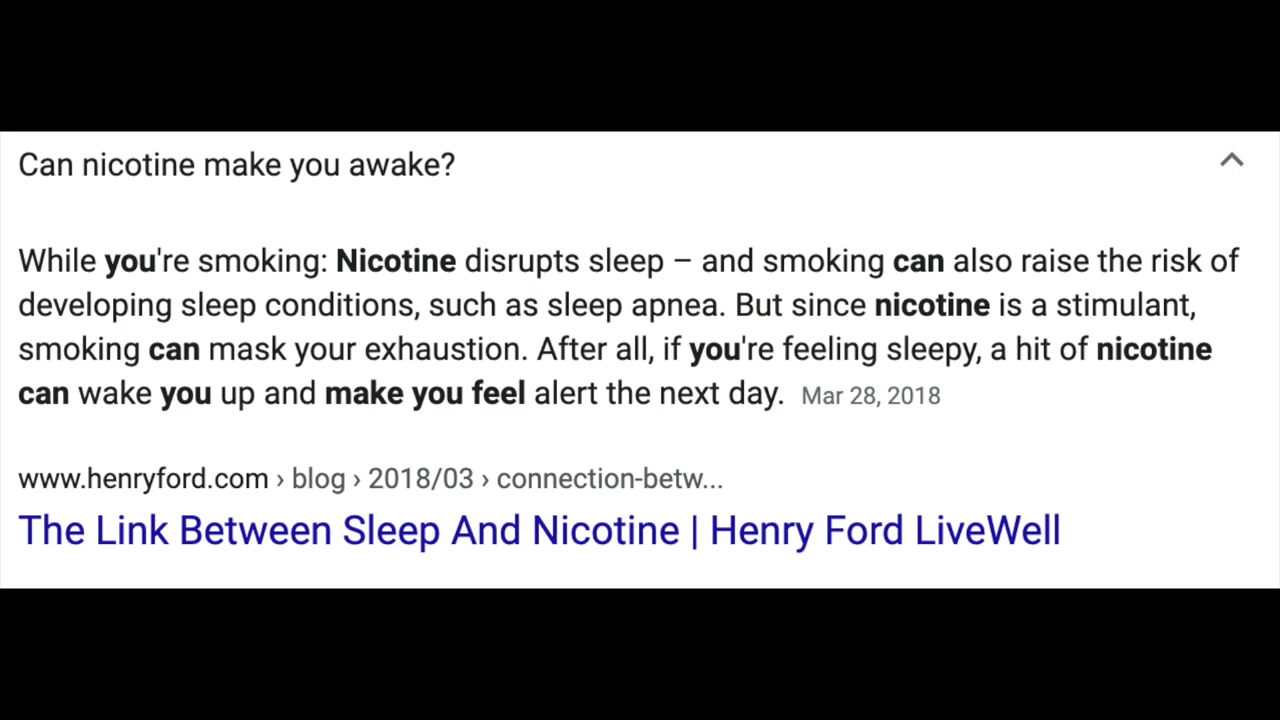 Can nicotine make you awake?
While you're smoking: Nicotine disrupts sleep – and smoking can also raise the risk of
developing sleep conditions, such as sleep apnea. But since nicotine is a stimulant,
smoking can mask your exhaustion. After all, if you're feeling sleepy, a hit of nicotine
can wake you up and make you feel alert the next day. Mar 28, 2018
www.henryford.com › blog › 2018/03 › connection-betw...
The Link Between Sleep And Nicotine | Henry Ford LiveWell